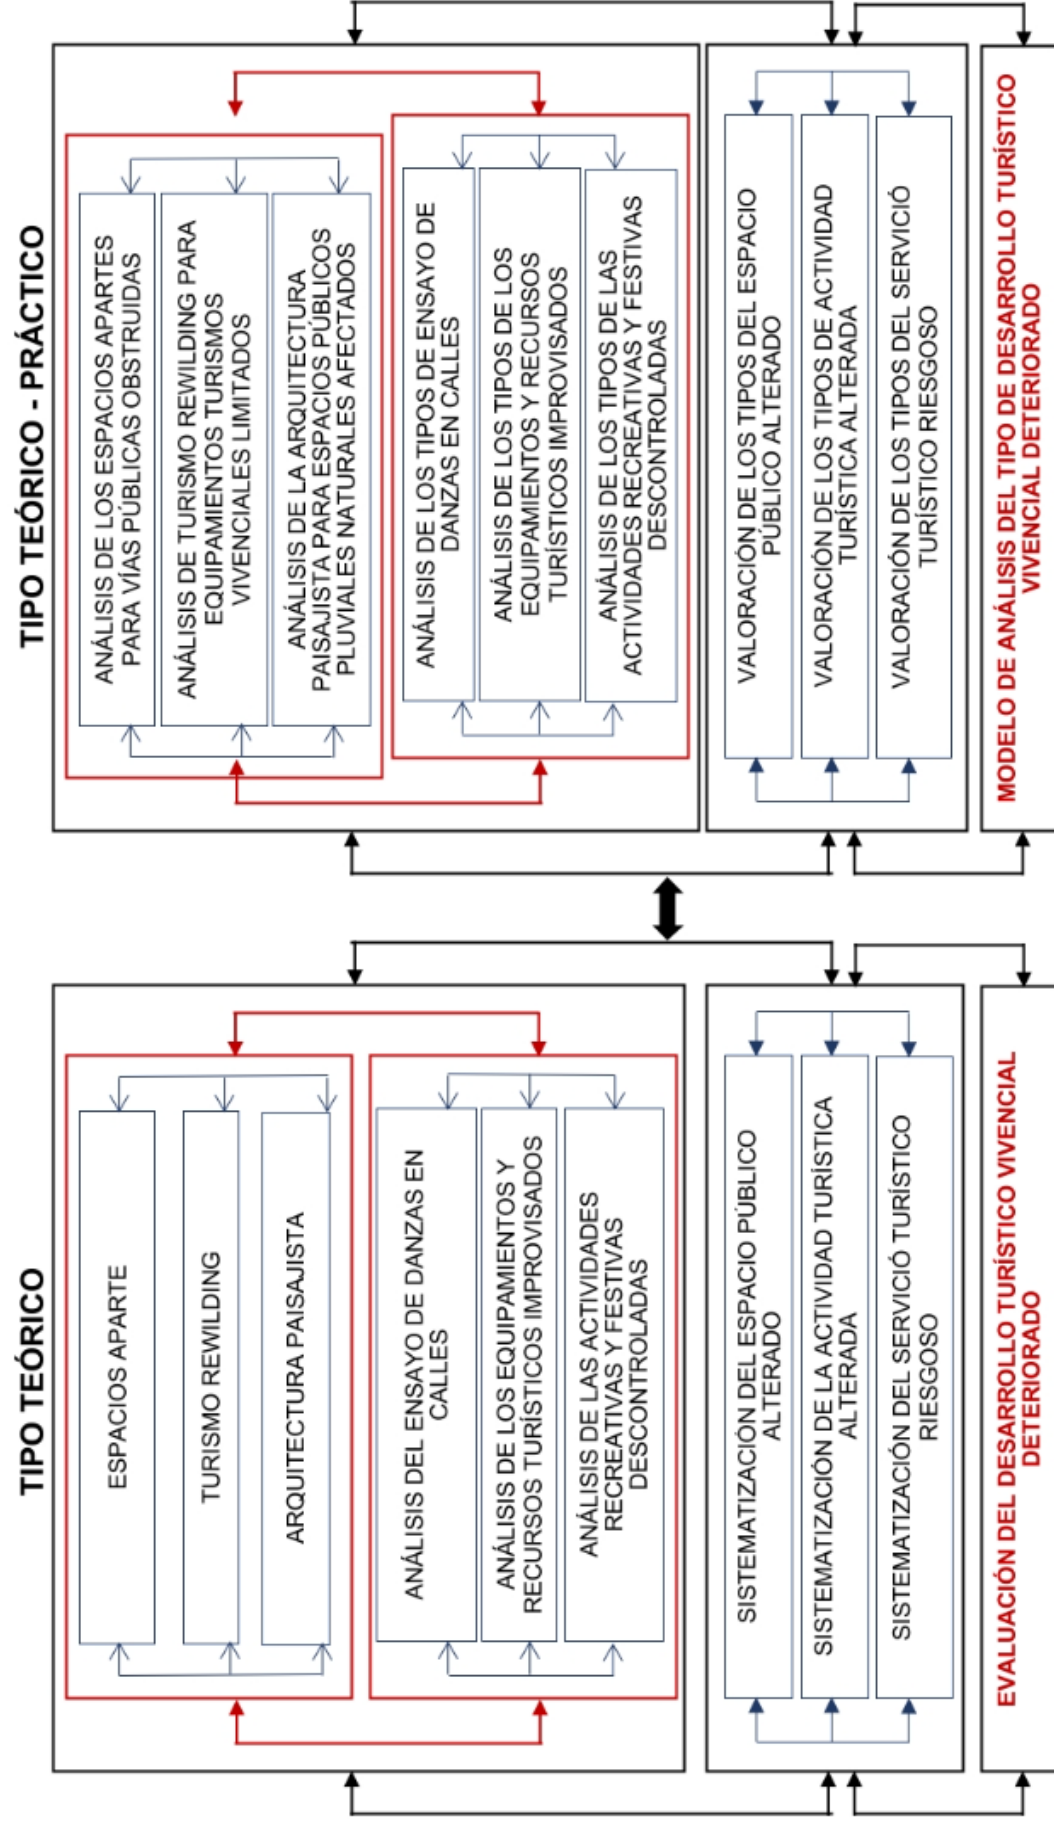 TIPO TEÓRICO
ESPACIOS APARTE
TURISMO REWILDING
ARQUITECTURA PAISAJISTA
ANÁLISIS DEL ENSAYO DE DANZAS EN
CALLES
ANÁLISIS DE LOS EQUIPAMIENTOS Y
RECURSOS TURÍSTICOS IMPROVISADOS
ANÁLISIS DE LAS ACTIVIDADES
RECREATIVAS Y FESTIVAS
DESCONTROLADAS
SISTEMATIZACIÓN DEL ESPACIO PÚBLICO
ALTERADO
SISTEMATIZACIÓN DE LA ACTIVIDAD TURÍSTICA
ALTERADA
SISTEMATIZACIÓN DEL SERVICIÓ TURÍSTICO
RIESGOSO
EVALUACIÓN DEL DESARROLLO TURÍSTICO VIVENCIAL
DETERIORADO
TIPO TEÓRICO - PRÁCTICO
ANÁLISIS DE LOS ESPACIOS APARTES
PARA VÍAS PÚBLICAS OBSTRUIDAS
ANÁLISIS DE TURISMO REWILDING PARA
EQUIPAMIENTOS TURISMOS
VIVENCIALES LIMITADOS
ANÁLISIS DE LA ARQUITECTURA
PAISAJISTA PARA ESPACIOS PÚBLICOS
PLUVIALES NATURALES AFECTADOS
ANÁLISIS DE LOS TIPOS DE ENSAYO DE
DANZAS EN CALLES
ANÁLISIS DE LOS TIPOS DE LOS
EQUIPAMIENTOS Y RECURSOS
TURÍSTICOS IMPROVISADOS
ANÁLISIS DE LOS TIPOS DE LAS
ACTIVIDADES RECREATIVAS Y FESTIVAS
DESCONTROLADAS
VALORACIÓN DE LOS TIPOS DEL ESPACIO
PÚBLICO ALTERADO
VALORACIÓN DE LOS TIPOS DE ACTIVIDAD
TURÍSTICA ALTERADA
VALORACIÓN DE LOS TIPOS DEL SERVICIÓ
TURÍSTICO RIESGOSO
MODELO DE ANÁLISIS DEL TIPO DE DESARROLLO TURÍSTICO
VIVENCIAL DETERIORADO